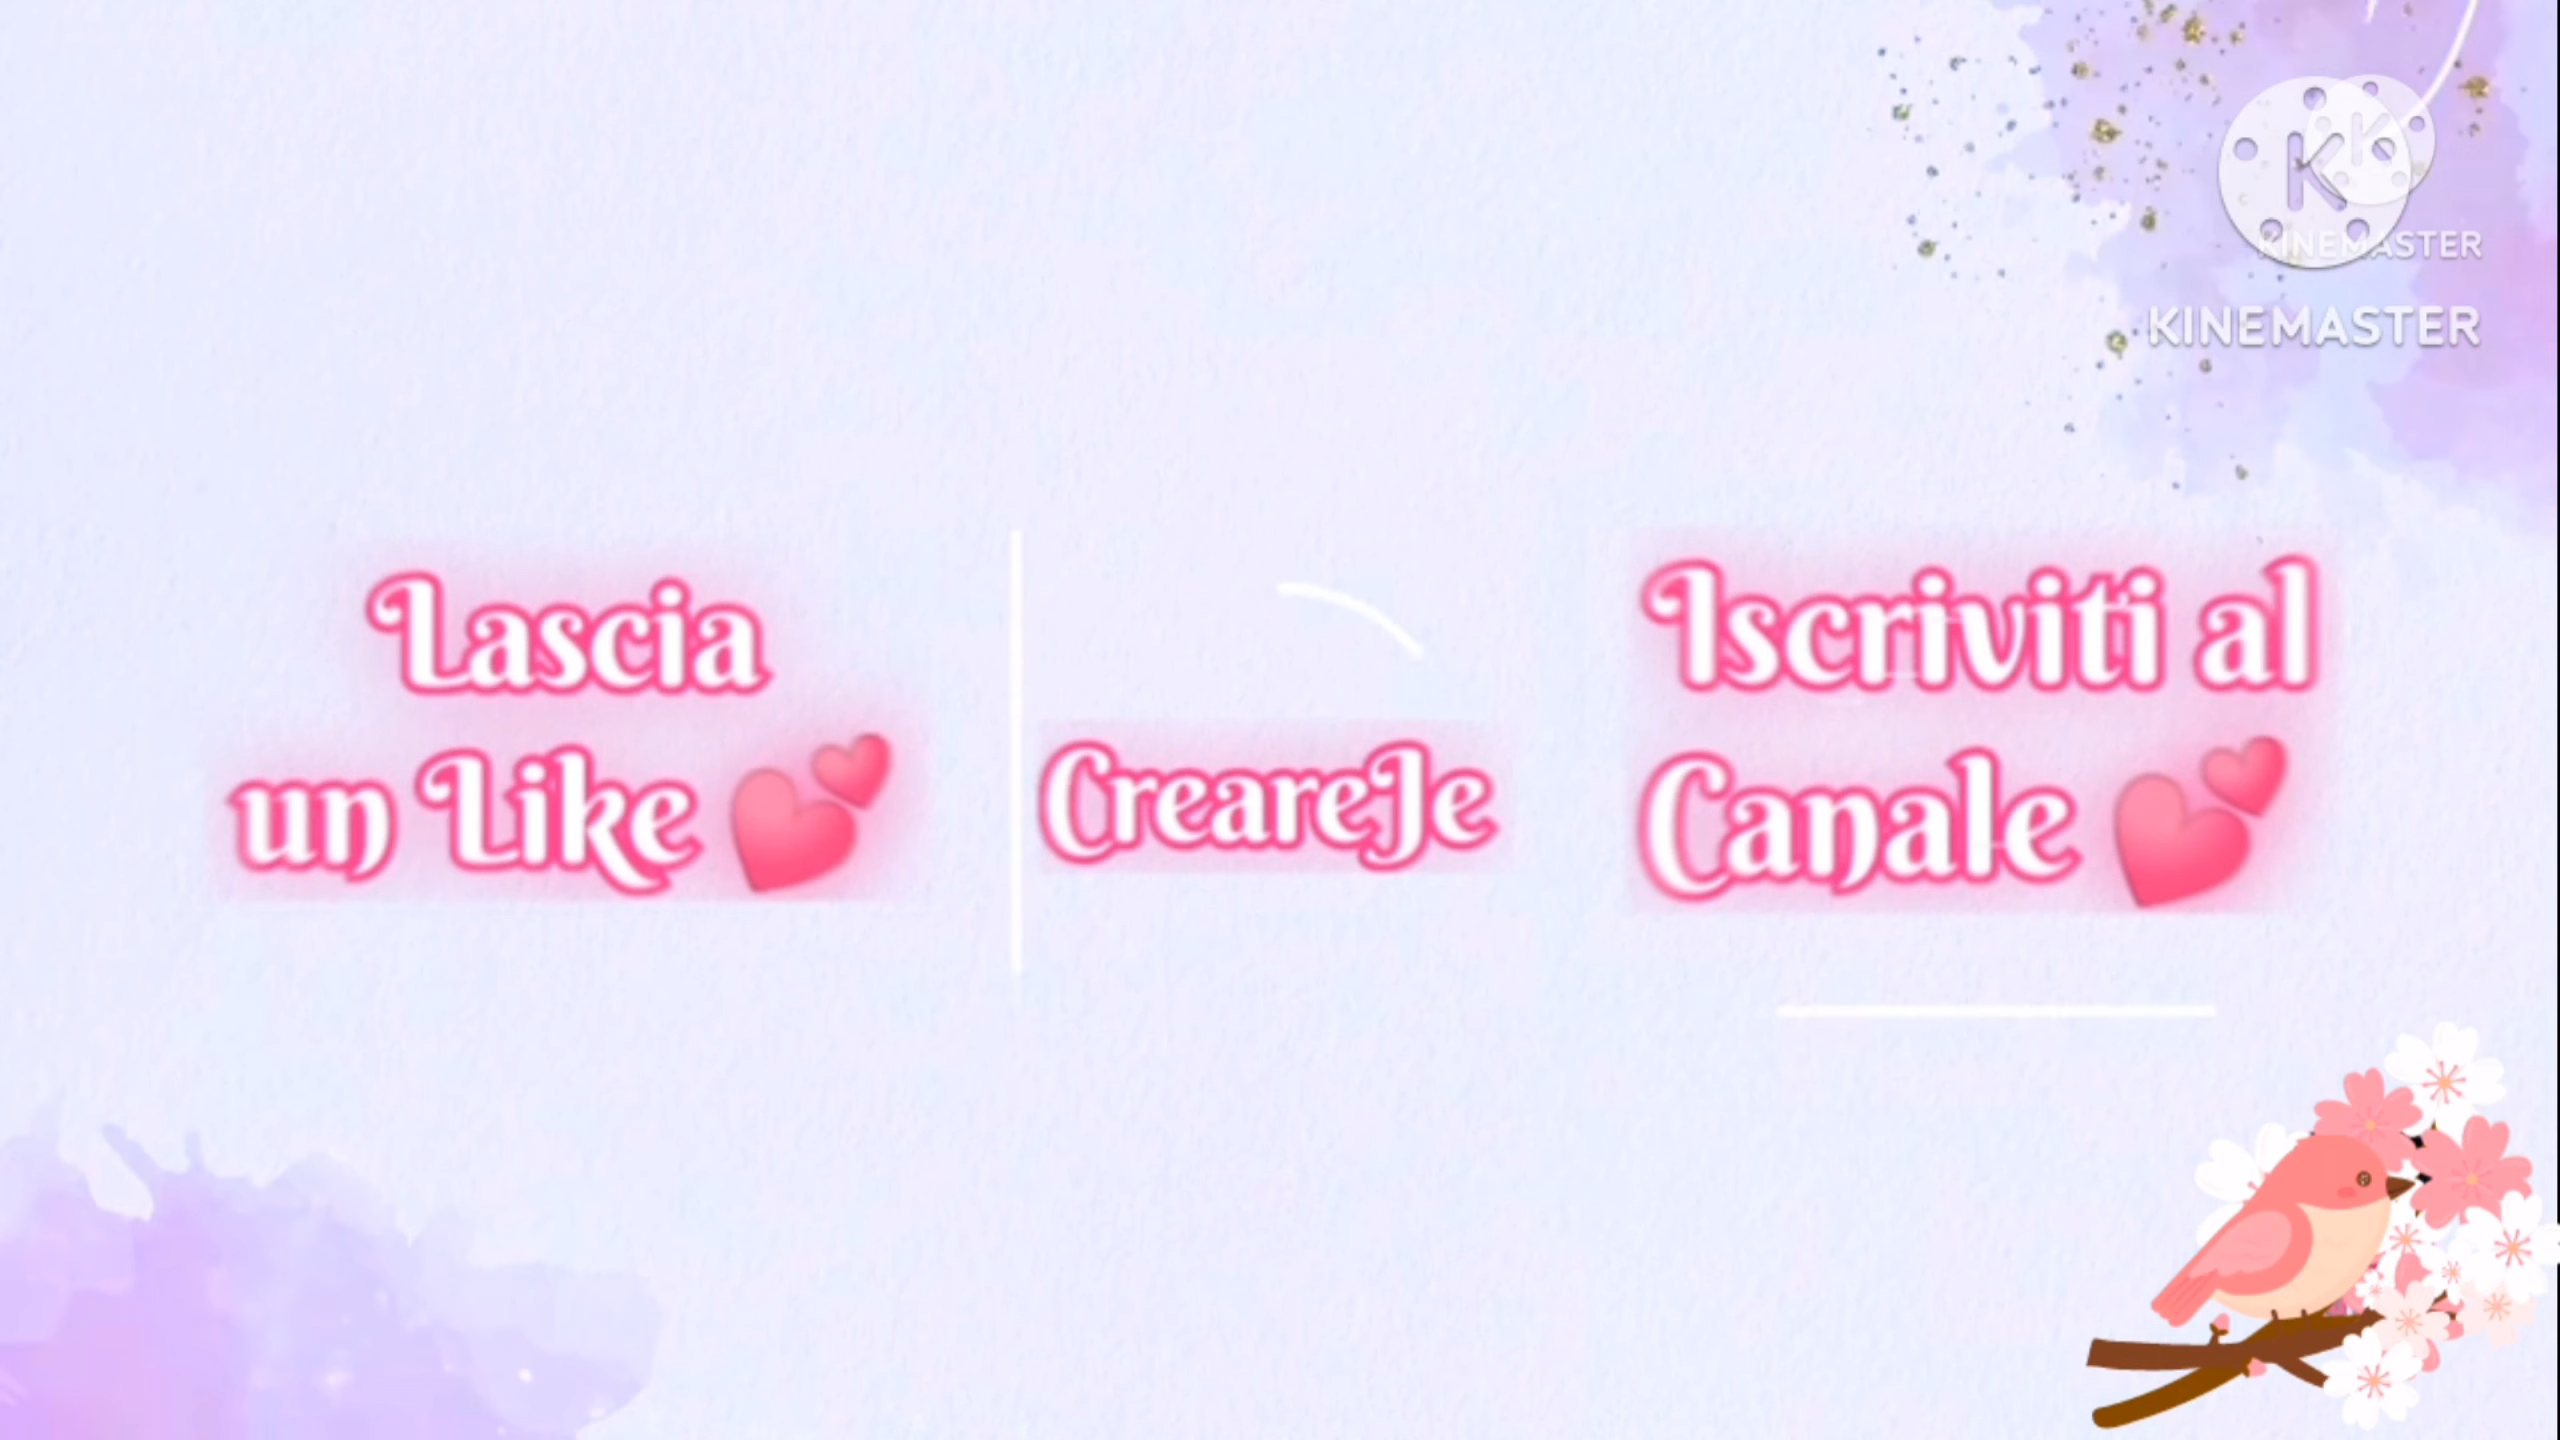 KINEMASTER
KINEMASTER
Lascia
un Like 💕
CreareJe
Iscriviti al
Canale 💕